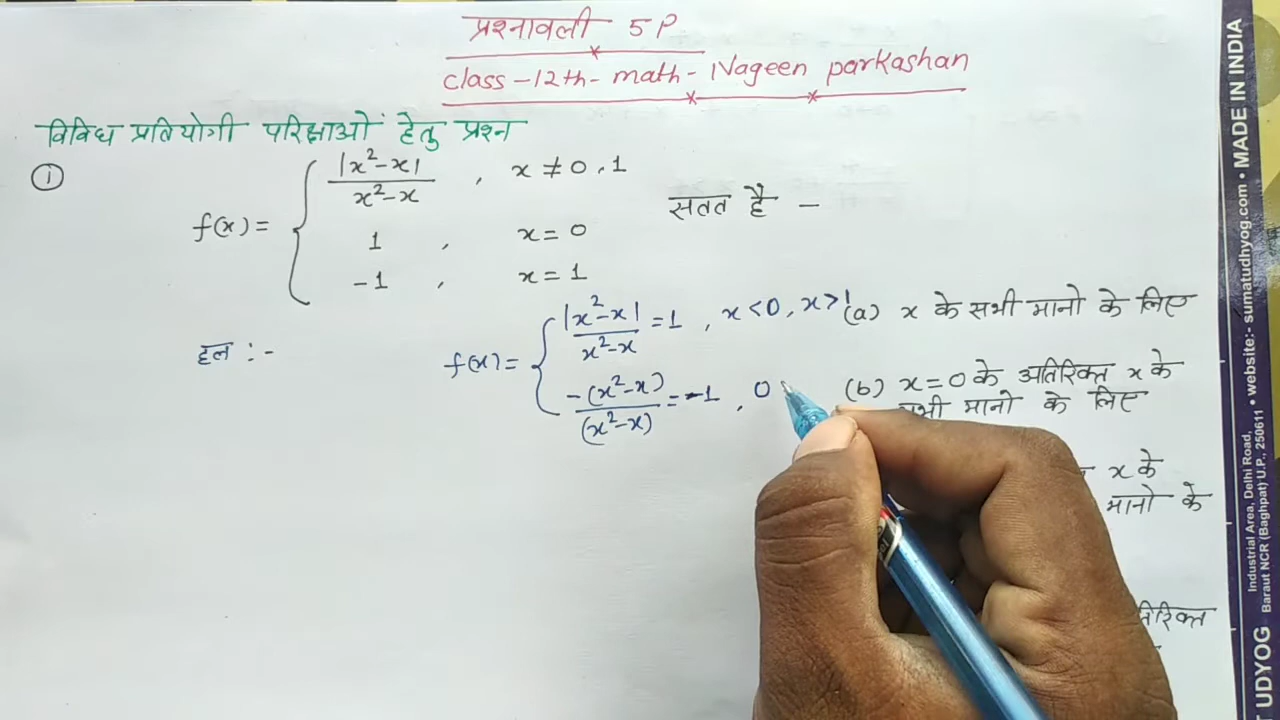 प्रश्नावली 5P
class-12th-math-Nageen parkashan
विविध प्रतियोगी परिक्षाओं हेतु प्रश्न
①
f(x) = { |x²-x| / x²-x , x ≠ 0,1
1 , x = 0
-1 , x = 1
सतत है -
हल :-
f(x) = { |x²-x| / x²-x = 1 , x < 0, x > 1
-(x²-x) / (x²-x) = -1 , 0
(a) x के सभी मानो के लिए
(b) x = 0 के अतिरिक्त x के
मानो के लिए
x के
मानो के
MADE IN INDIA
website:- sumatudhyog.com
Industrial Area, Delhi Road,
Baraut NCR (Baghpat) U.P., 250611
UDYOG